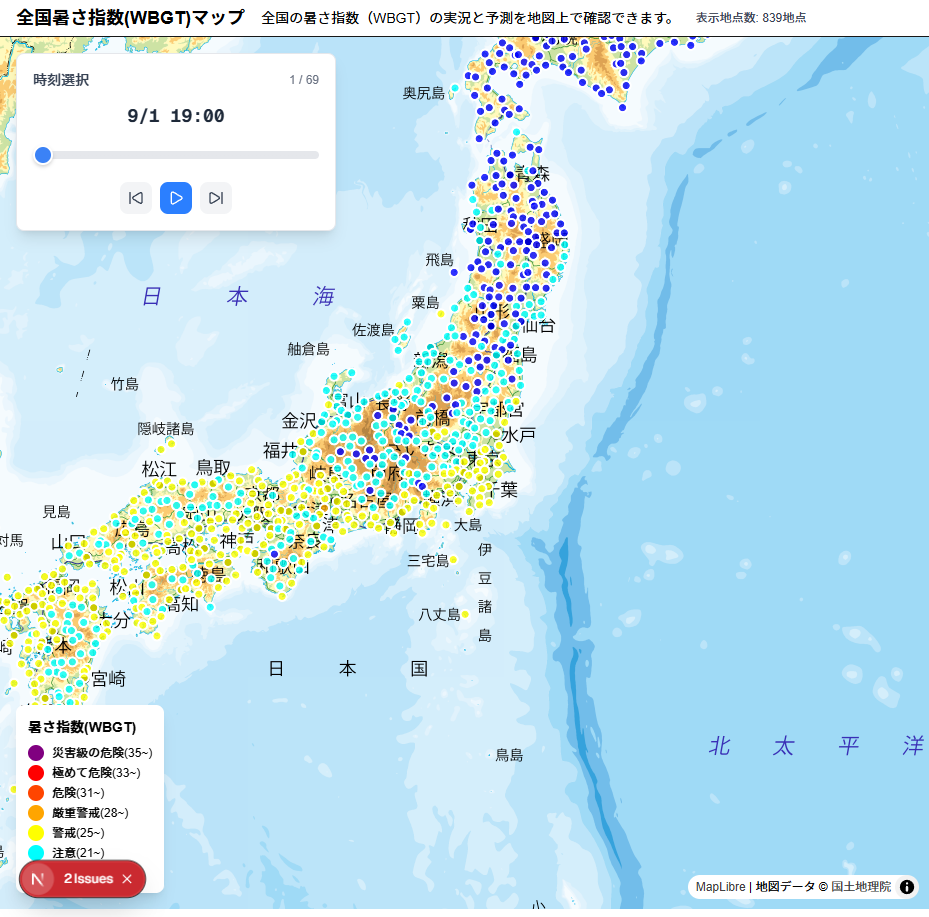 全国暑さ指数(WBGT)マップ 全国の暑さ指数（WBGT）の実況と予測を地図上で確認できます。 表示地点数: 839地点
時刻選択 1 / 69
9/1 19:00
奥尻島
青森
秋田
飛島
粟島
佐渡島
仙台
舳倉島
日本海
竹島
金沢
水戸
隠岐諸島
福井
松江 鳥取
千葉
見島
大島
対馬
神戸
三宅島
伊豆諸島
高知
八丈島
大分
日本国
宮崎
北太平洋
鳥島
暑さ指数(WBGT)
災害級の危険(35~)
極めて危険(33~)
危険(31~)
厳重警戒(28~)
警戒(25~)
注意(21~)
N 2 Issues ×
MapLibre | 地図データ © 国土地理院